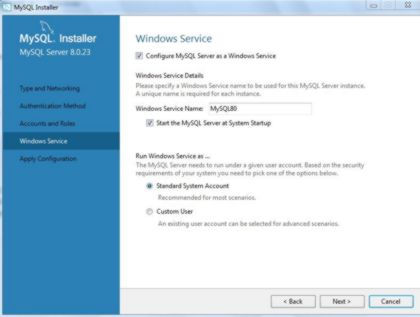 MySQL Installer
MySQL. Installer
MySQL Server 8.0.23
Type and Networking
Authentication Method
Accounts and Roles
Windows Service
Apply Configuration
Windows Service
Configure MySQL Server as a Windows Service
Windows Service Details
Please specify a Windows Service name to be used for this MySQL Server instance.
A unique name is required for each instance.
Windows Service Name: MySQL80
Start the MySQL Server at System Startup
Run Windows Service as ...
The MySQL Server needs to run under a given user account. Based on the security
requirements of your system you need to pick one of the options below.
Standard System Account
Recommended for most scenarios.
Custom User
An existing user account can be selected for advanced scenarios.
< Back
Next >
Cancel